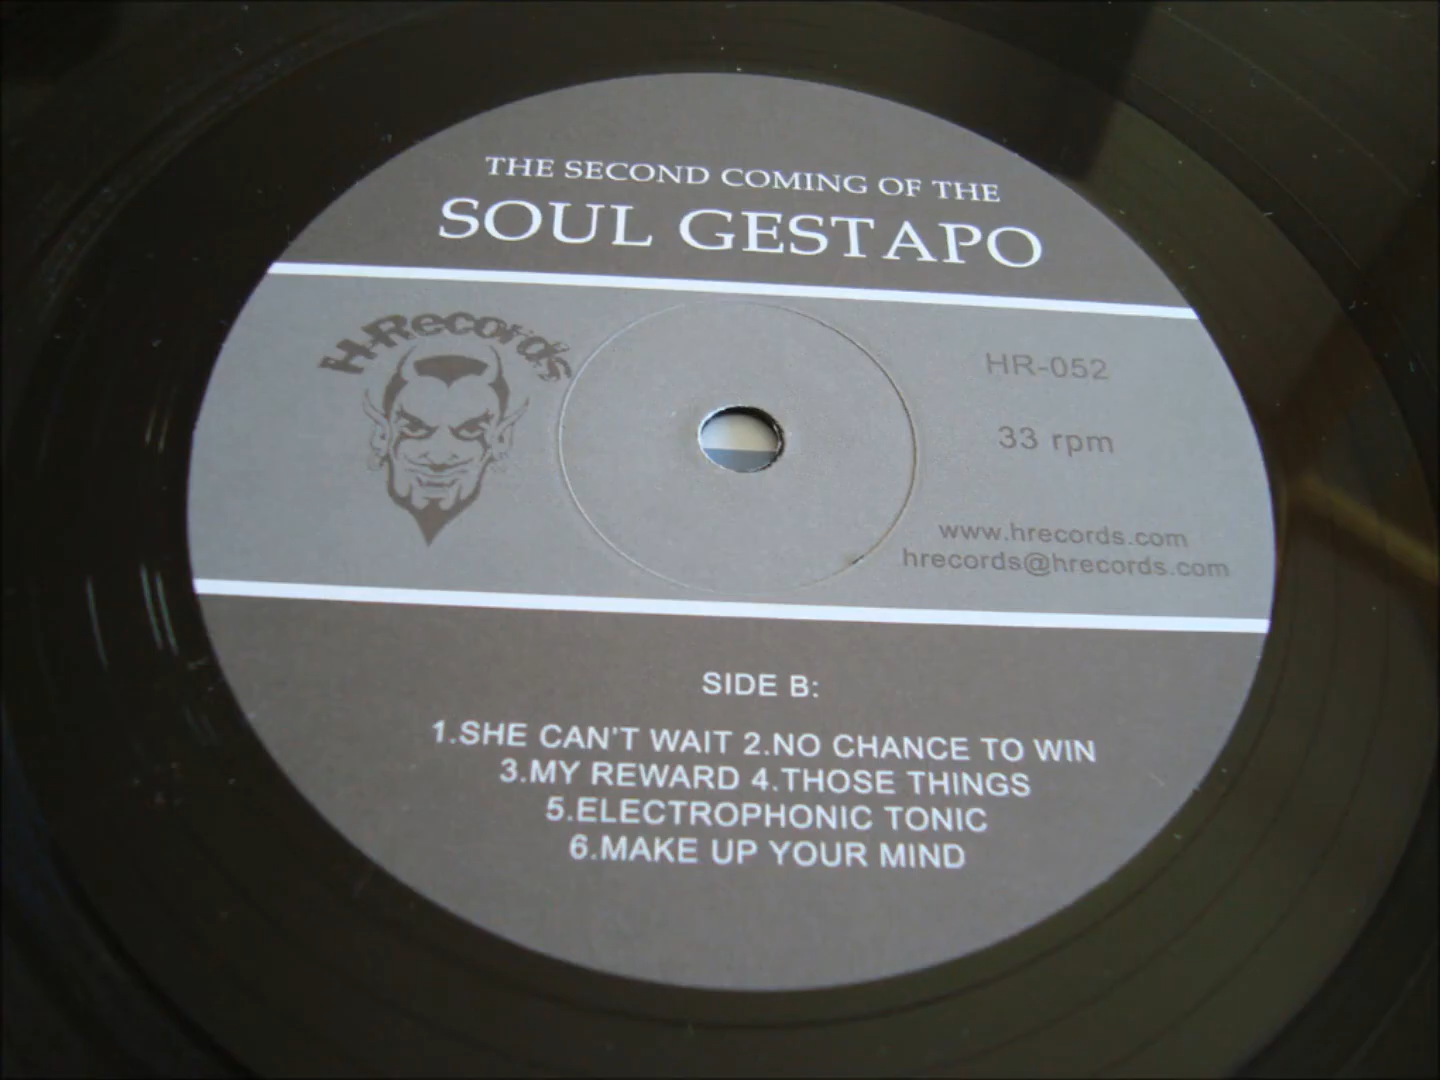 THE SECOND COMING OF THE
SOUL GESTAPO
H-Records
HR-052
33 rpm
www.hrecords.com
hrecords@hrecords.com
SIDE B:
1.SHE CAN'T WAIT 2.NO CHANCE TO WIN
3.MY REWARD 4.THOSE THINGS
5.ELECTROPHONIC TONIC
6.MAKE UP YOUR MIND